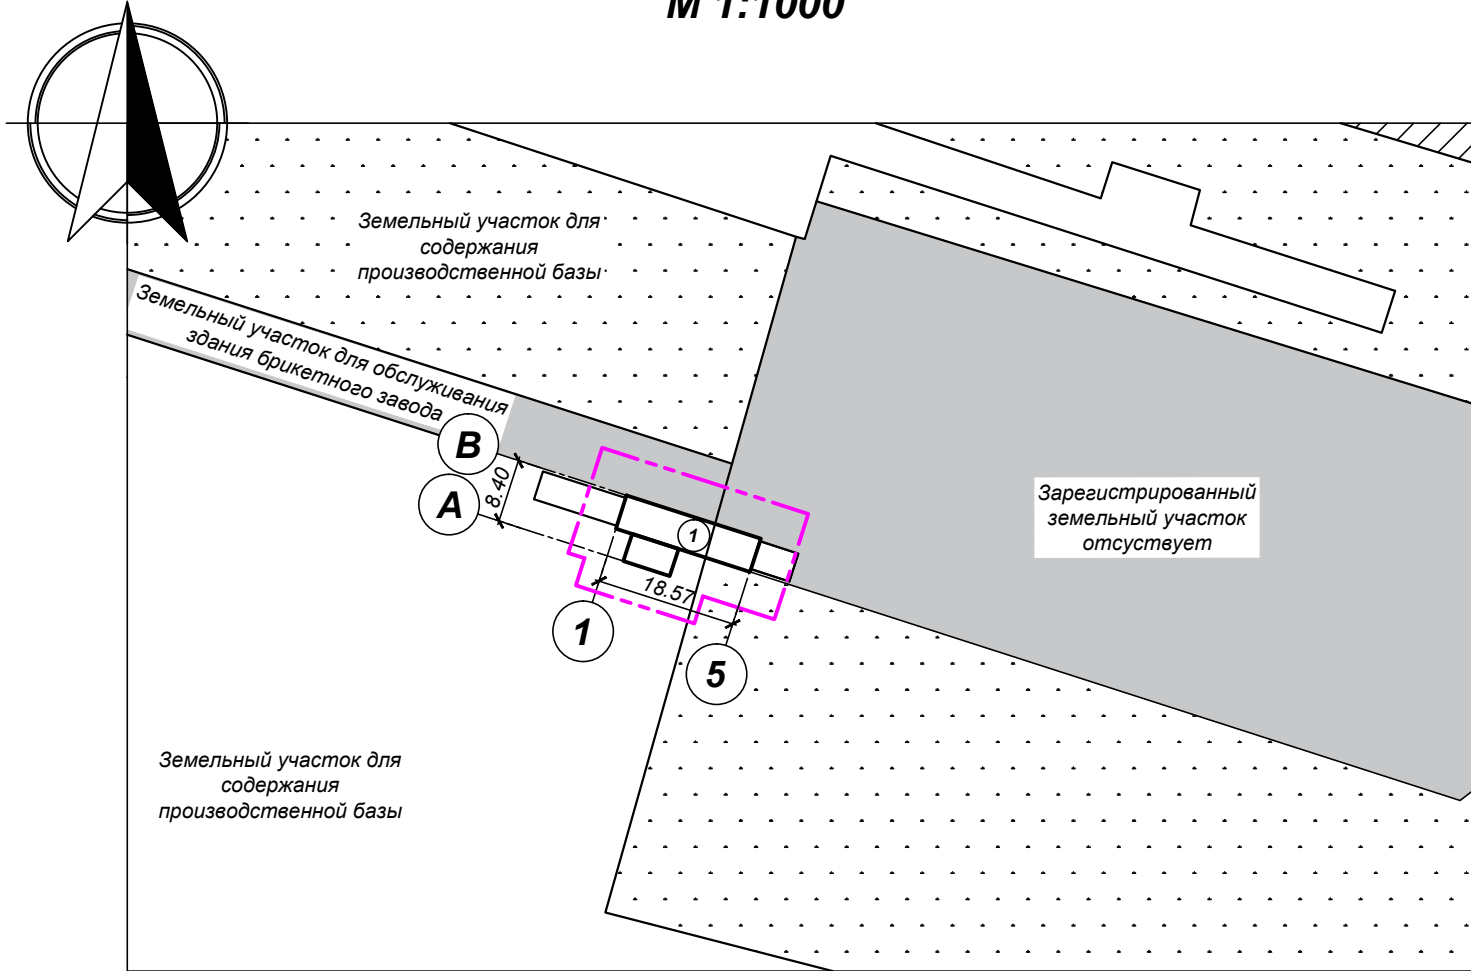 М 1:1000
Земельный участок для
содержания
производственной базы
Земельный участок для обслуживания
здания брикетного завода
В
А
8.40
1
18.57
1
5
Зарегистрированный
земельный участок
отсуствует
Земельный участок для
содержания
производственной базы